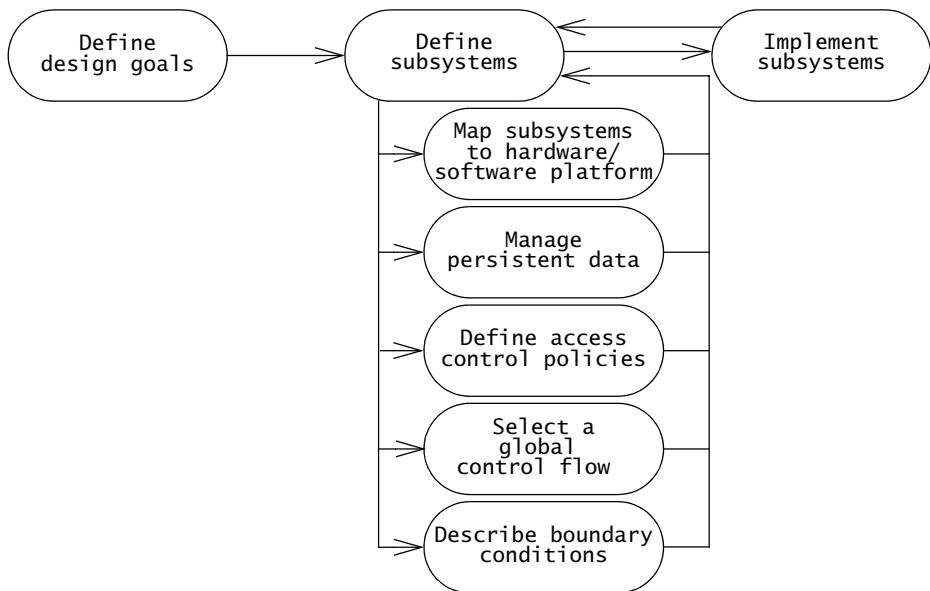 Define
design goals
Define
subsystems
Implement
subsystems
Map subsystems
to hardware/
software platform
Manage
persistent data
Define access
control policies
Select a
global
control flow
Describe boundary
conditions